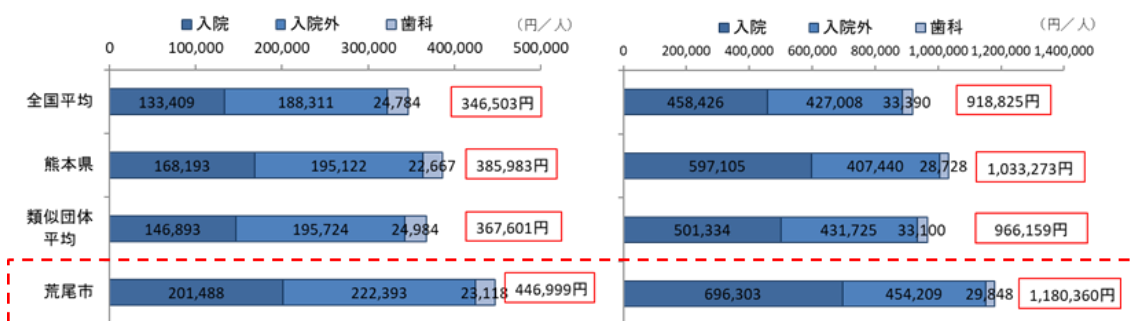 ■入院 ■入院外 ■歯科 (円／人)
0 100,000 200,000 300,000 400,000 500,000
全国平均 133,409 188,311 24,784 346,503円
熊本県 168,193 195,122 22,667 385,983円
類似団体
平均 146,893 195,724 24,984 367,601円
荒尾市 201,488 222,393 23,118 446,999円
■入院 ■入院外 ■歯科 (円／人)
0 200,000 400,000 600,000 800,000 1,000,000 1,200,000 1,400,000
458,426 427,008 33,390 918,825円
597,105 407,440 28,728 1,033,273円
501,334 431,725 33,100 966,159円
696,303 454,209 29,848 1,180,360円